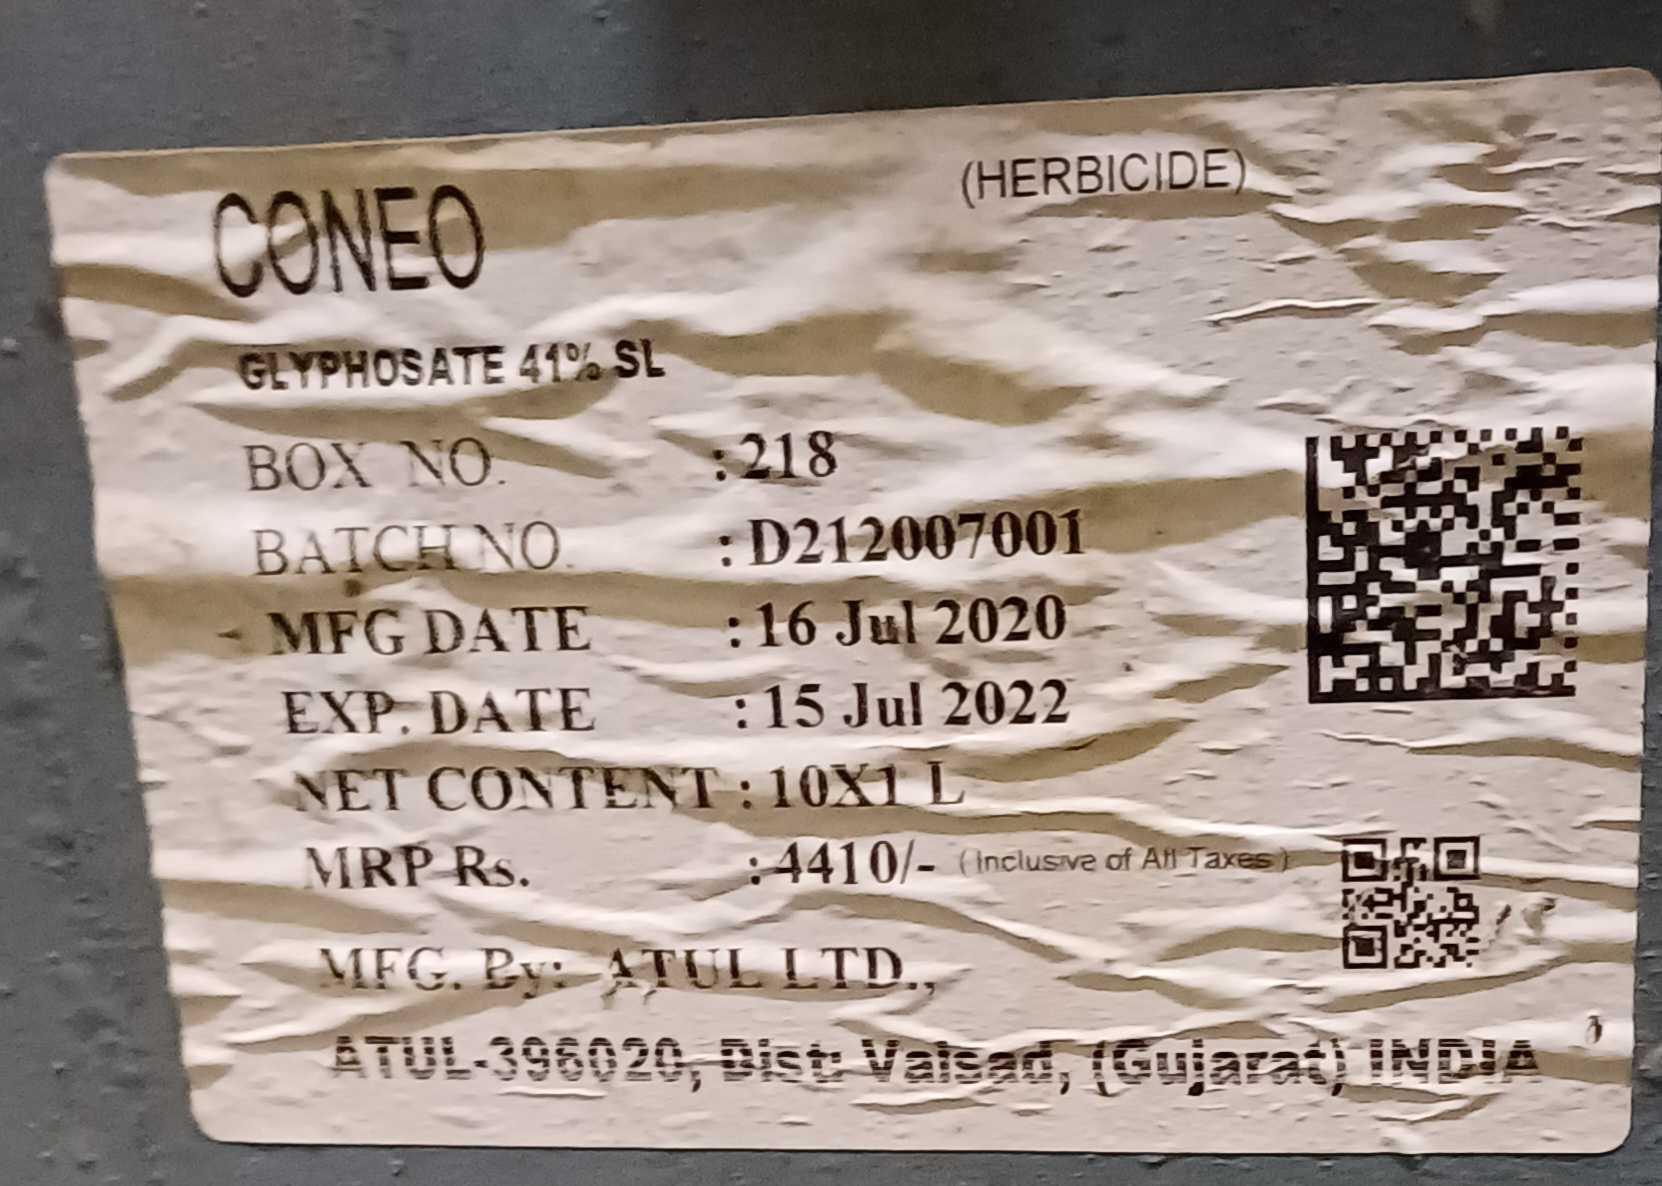 CONEO
(HERBICIDE)
GLYPHOSATE 41% SL
BOX NO. : 218
BATCH NO. : D212007001
MFG DATE : 16 Jul 2020
EXP. DATE : 15 Jul 2022
NET CONTENT : 10X1 L
MRP Rs. : 4410/- (Inclusive of All Taxes)
MFG. By: ATUL LTD.,
ATUL-396020, Dist: Valsad, (Gujarat) INDIA